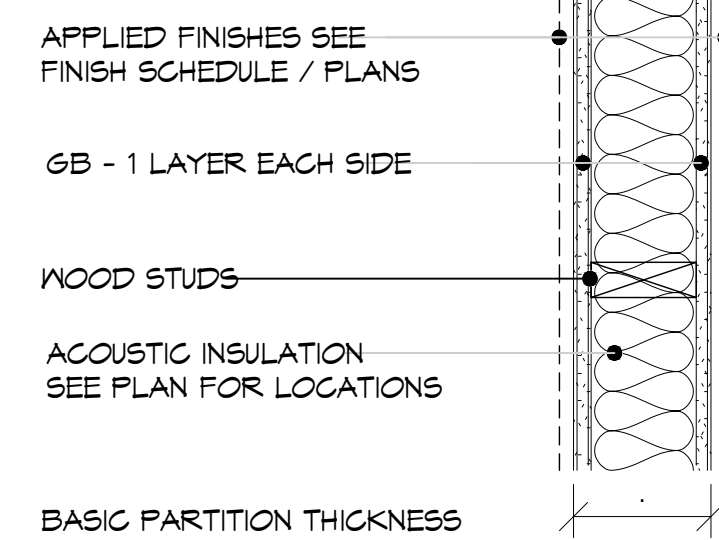 APPLIED FINISHES SEE
FINISH SCHEDULE / PLANS
GB - 1 LAYER EACH SIDE
WOOD STUDS
ACOUSTIC INSULATION
SEE PLAN FOR LOCATIONS
BASIC PARTITION THICKNESS